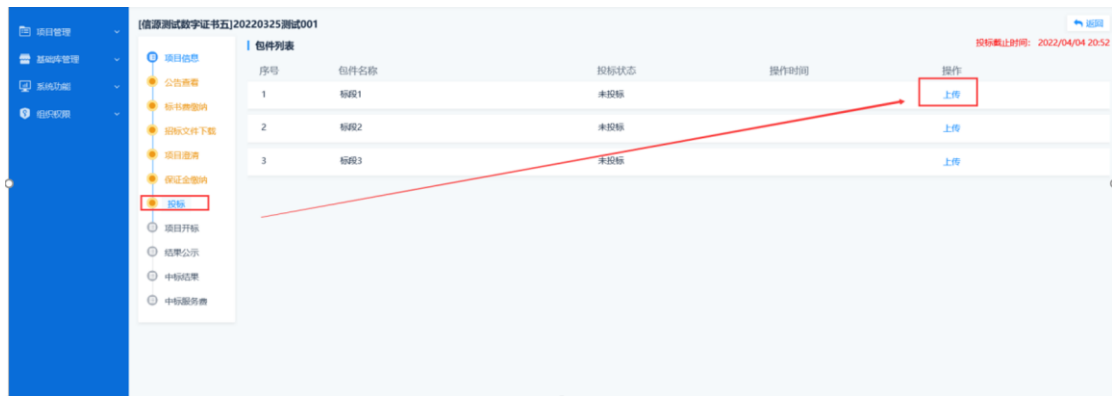 [信源测试数字证书五]20220325测试001
返回
项目管理
基础库管理
系统功能
组织权限
项目信息
公告查看
标书费缴纳
招标文件下载
项目澄清
保证金缴纳
投标
项目开标
结果公示
中标结果
中标服务费
包件列表
投标截止时间: 2022/04/04 20:52
序号 包件名称 投标状态 操作时间 操作
1 标段1 未投标 上传
2 标段2 未投标 上传
3 标段3 未投标 上传